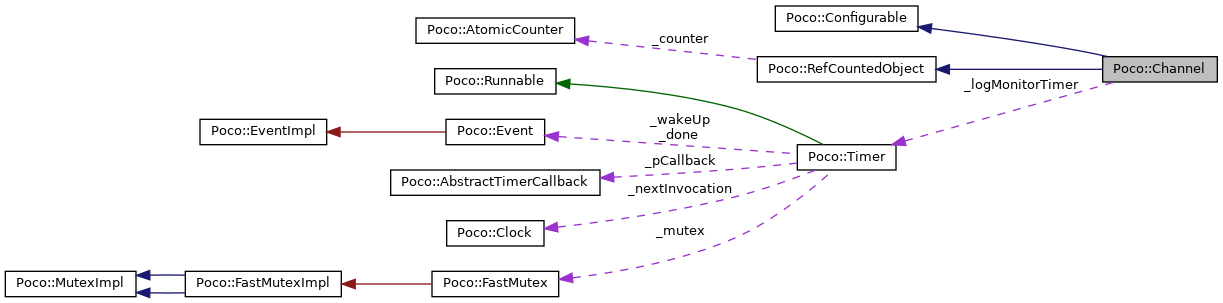 Poco::Configurable
Poco::AtomicCounter
_counter
Poco::RefCountedObject
Poco::Channel
Poco::Runnable
_logMonitorTimer
Poco::EventImpl
Poco::Event
_wakeUp
_done
Poco::Timer
_pCallback
Poco::AbstractTimerCallback
_nextInvocation
Poco::Clock
_mutex
Poco::MutexImpl
Poco::FastMutexImpl
Poco::FastMutex